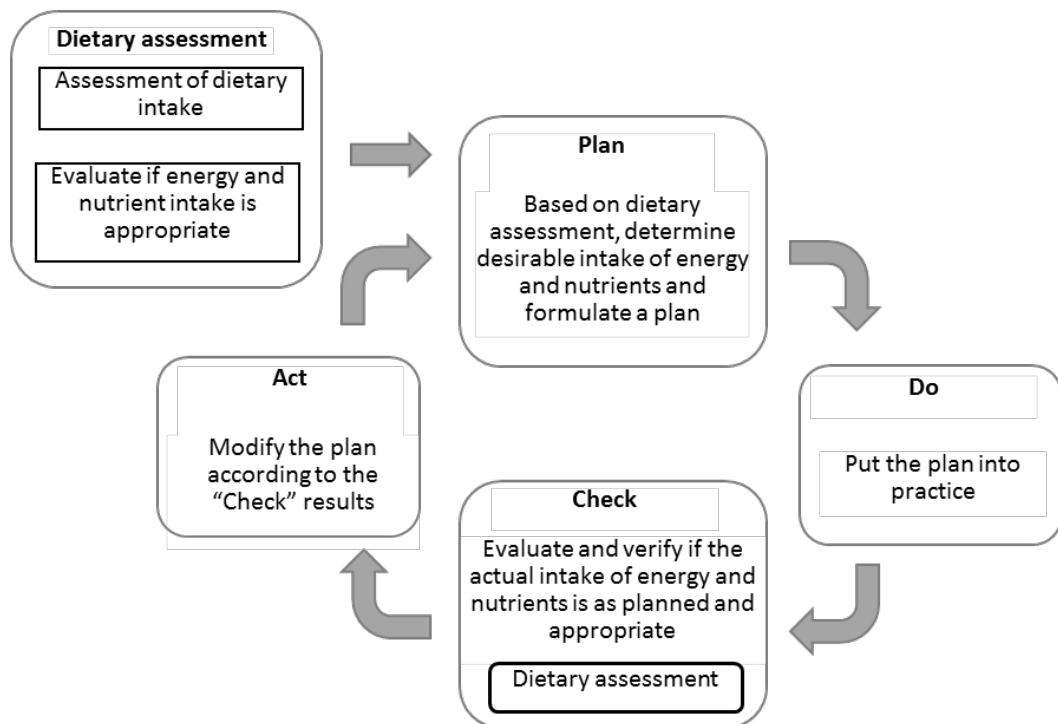 Dietary assessment
Assessment of dietary
intake
Evaluate if energy and
nutrient intake is
appropriate
Plan
Based on dietary
assessment, determine
desirable intake of energy
and nutrients and
formulate a plan
Do
Put the plan into
practice
Check
Evaluate and verify if the
actual intake of energy and
nutrients is as planned and
appropriate
Dietary assessment
Act
Modify the plan
according to the
“Check” results